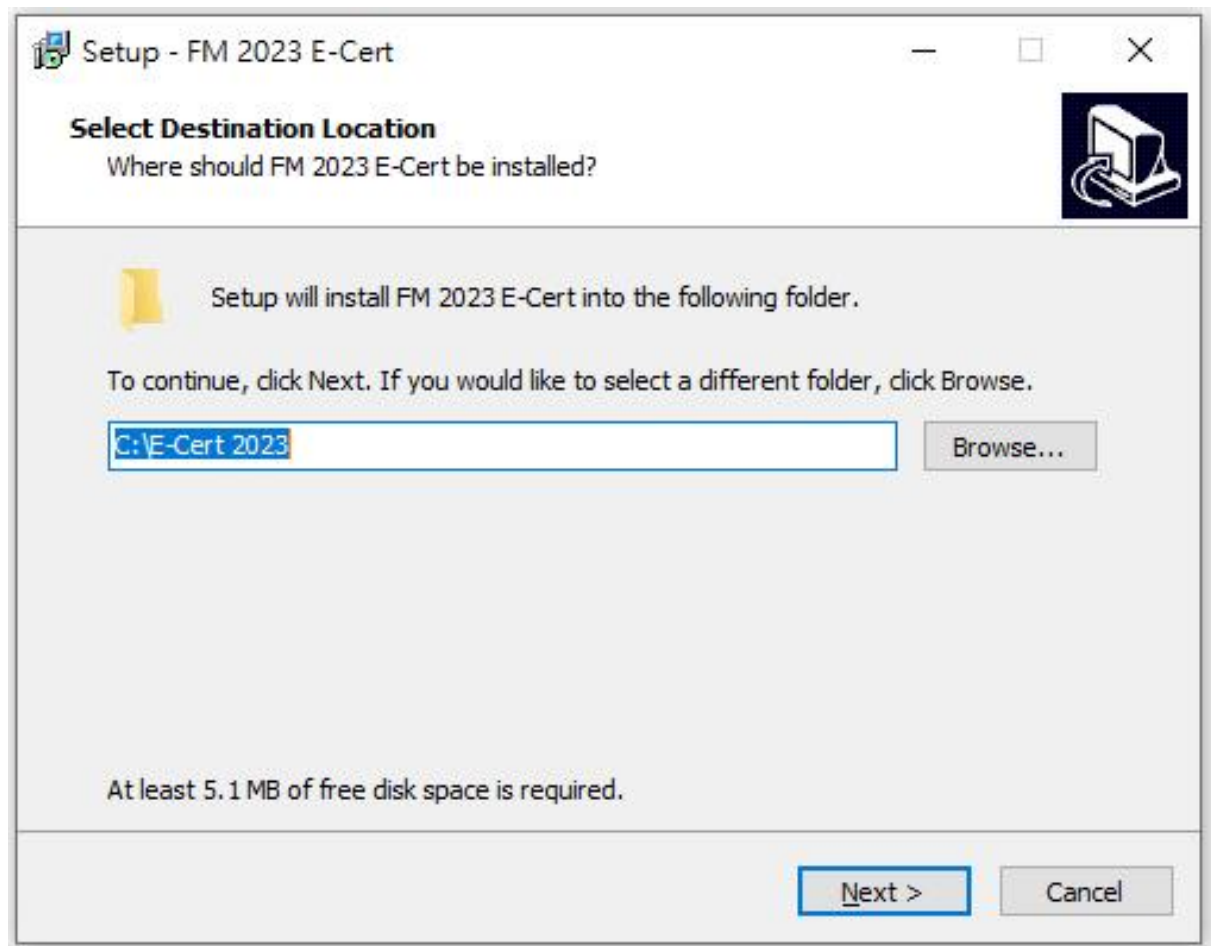 Setup - FM 2023 E-Cert
Select Destination Location
Where should FM 2023 E-Cert be installed?
Setup will install FM 2023 E-Cert into the following folder.
To continue, click Next. If you would like to select a different folder, click Browse.
C:\E-Cert 2023
Browse...
At least 5.1 MB of free disk space is required.
Next >
Cancel